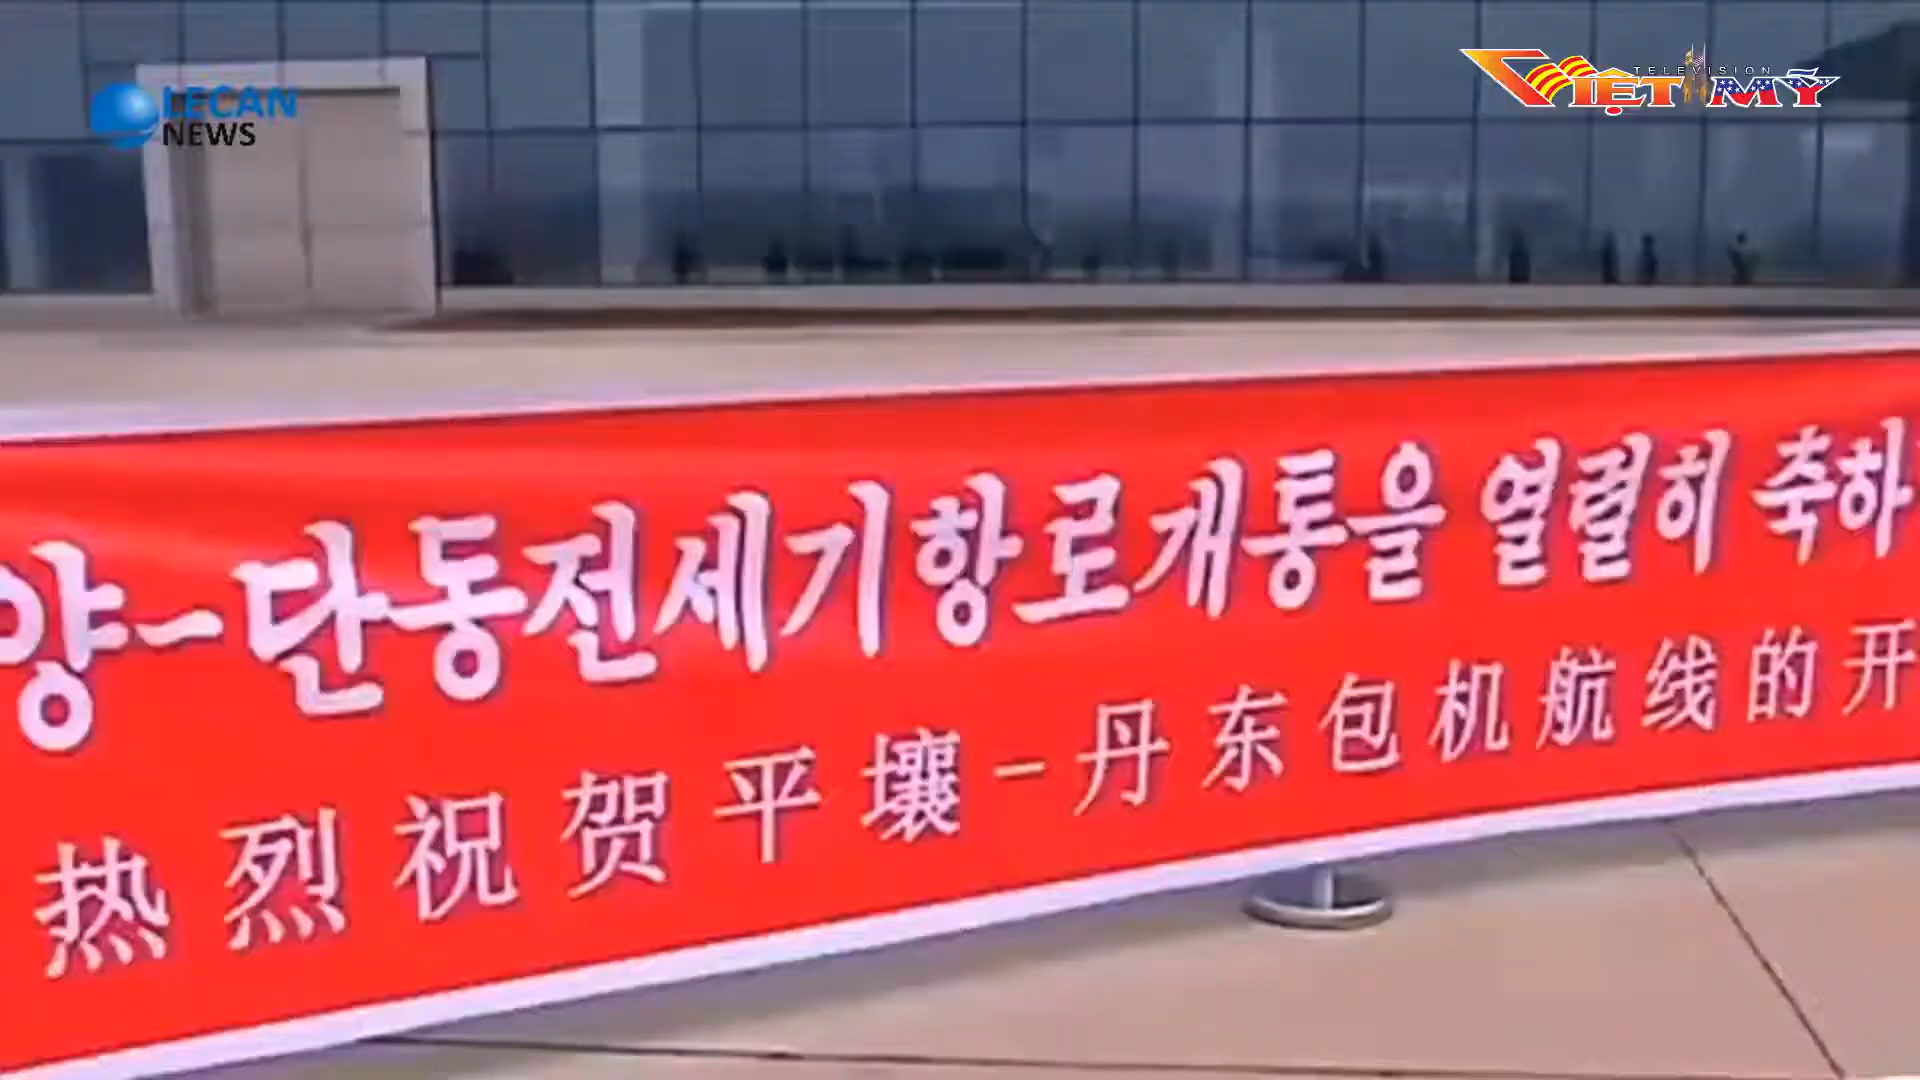 LECAN
NEWS
TELEVISION
VIỆT MỸ
양-단동전세기항로개통을 열렬히 축하
热烈祝贺平壤-丹东包机航线的开